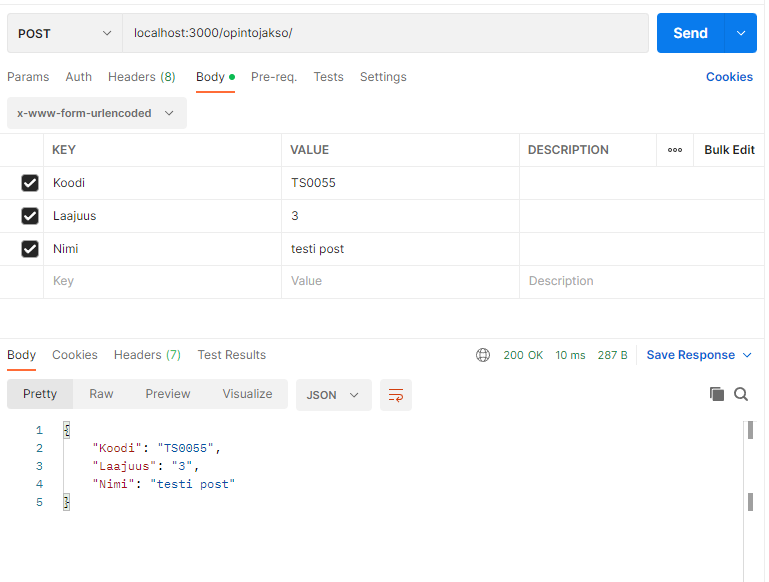 POST localhost:3000/opintojakso/ Send
Params Auth Headers (8) Body Pre-req. Tests Settings Cookies
x-www-form-urlencoded
KEY VALUE DESCRIPTION ooo Bulk Edit
Koodi TS0055
Laajuus 3
Nimi testi post
Key Value Description
Body Cookies Headers (7) Test Results 200 OK 10 ms 287 B Save Response
Pretty Raw Preview Visualize JSON
1 {
2 "Koodi": "TS0055",
3 "Laajuus": "3",
4 "Nimi": "testi post"
5 }